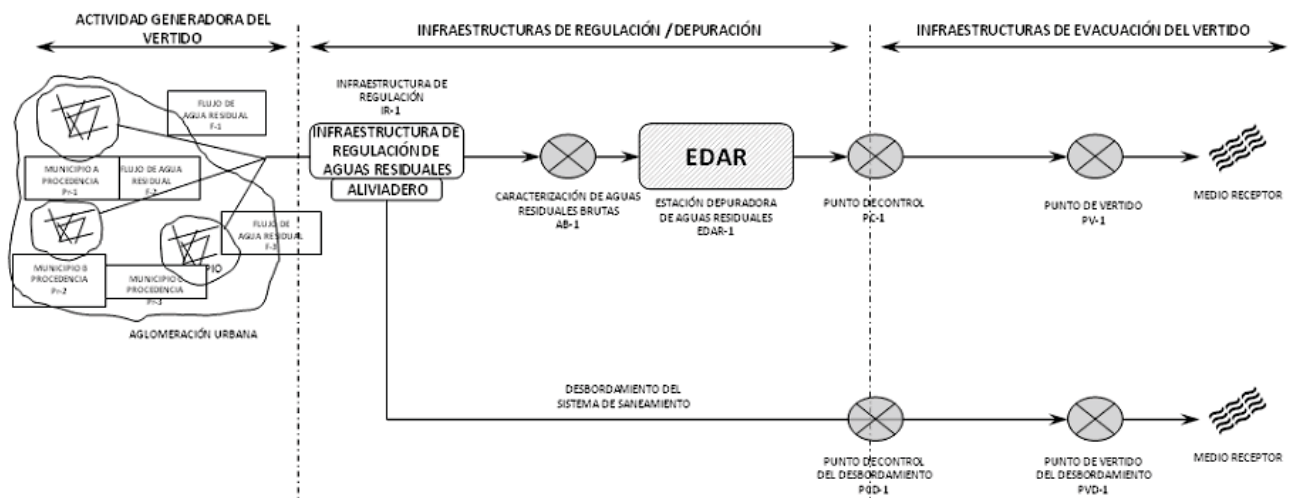 ACTIVIDAD GENERADORA DEL
VERTIDO
INFRAESTRUCTURAS DE REGULACIÓN /DEPURACIÓN
INFRAESTRUCTURAS DE EVACUACIÓN DEL VERTIDO
FLUJO DE
AGUA RESIDUAL
F-1
MUNICIPIO A
PROCEDENCIA
Pr-1
FLUJO DE AGUA
RESIDUAL
F-2
FLUJO DE
AGUA RESIDUAL
F-3
MUNICIPIO B
PROCEDENCIA
Pr-2
MUNICIPIO C
PROCEDENCIA
Pr-3
PIO
AGLOMERACIÓN URBANA
INFRAESTRUCTURA DE
REGULACIÓN
IR-1
INFRAESTRUCTURA DE
REGULACIÓN DE
AGUAS RESIDUALES
ALIVIADERO
CARACTERIZACIÓN DE AGUAS
RESIDUALES BRUTAS
AB-1
EDAR
ESTACIÓN DEPURADORA
DE AGUAS RESIDUALES
EDAR-1
PUNTO DE CONTROL
PC-1
PUNTO DE VERTIDO
PV-1
MEDIO RECEPTOR
DESBORDAMIENTO DEL
SISTEMA DE SANEAMIENTO
PUNTO DE CONTROL
DEL DESBORDAMIENTO
PCD-1
PUNTO DE VERTIDO
DEL DESBORDAMIENTO
PVD-1
MEDIO RECEPTOR